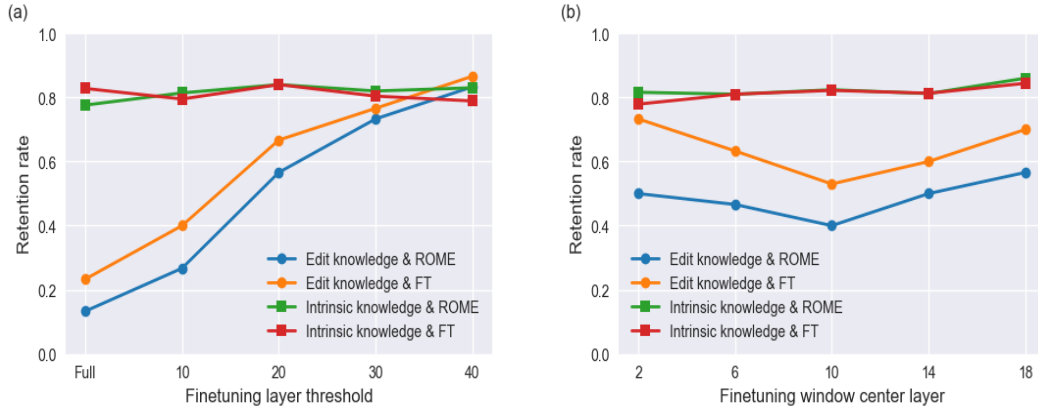 (a)
1.0
0.8
0.6
0.4
0.2
0.0
Retention rate
Edit knowledge & ROME
Edit knowledge & FT
Intrinsic knowledge & ROME
Intrinsic knowledge & FT
Full 10 20 30 40
Finetuning layer threshold
(b)
1.0
0.8
0.6
0.4
0.2
0.0
Retention rate
Edit knowledge & ROME
Edit knowledge & FT
Intrinsic knowledge & ROME
Intrinsic knowledge & FT
2 6 10 14 18
Finetuning window center layer